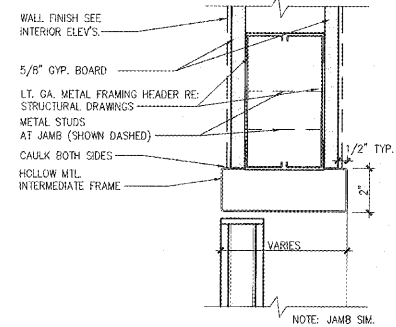 WALL FINISH SEE
INTERIOR ELEV'S.
5/8" GYP. BOARD
LT. GA. METAL FRAMING HEADER RE:
STRUCTURAL DRAWINGS
METAL STUDS
AT JAMB (SHOWN DASHED)
CAULK BOTH SIDES
HOLLOW MTL.
INTERMEDIATE FRAME
1/2" TYP.
2"
VARIES
NOTE: JAMB SIM.